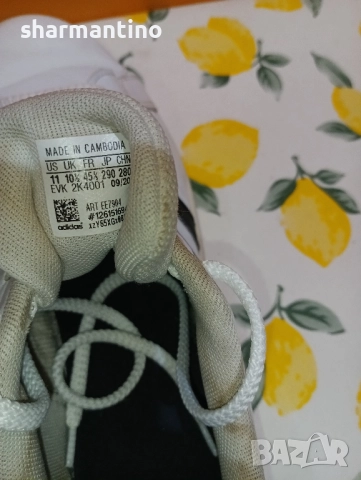 sharmantino
MADE IN CAMBODIA
US UK FR JP CHN
11 10½ 45⅓ 290 280
EVK 2K4001 09/20
ART EE7964
adidas
BAZAR.bg